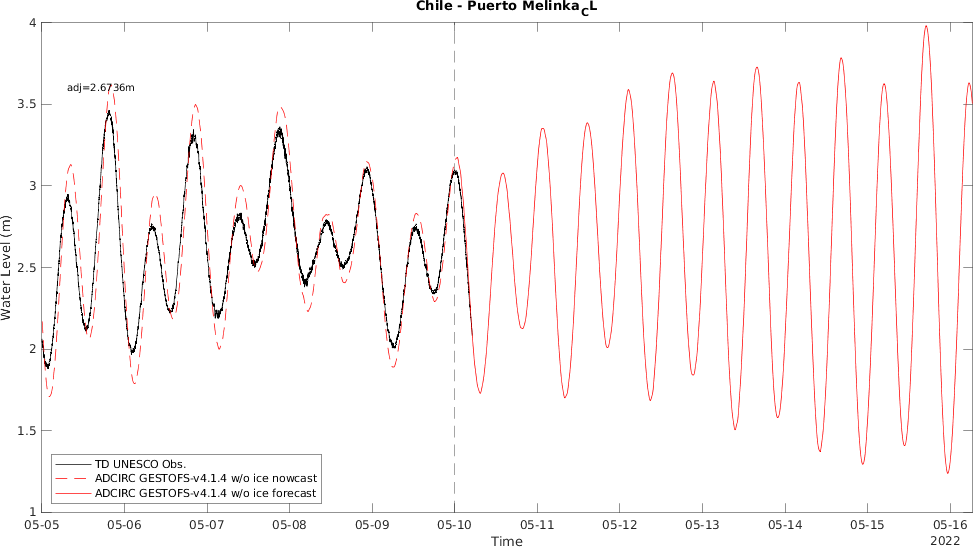 Chile - Puerto Melinka_CL
4
adj=2.6736m
3.5
3
2.5
2
1.5
1
Water Level (m)
TD UNESCO Obs.
ADCIRC GESTOFS-v4.1.4 w/o ice nowcast
ADCIRC GESTOFS-v4.1.4 w/o ice forecast
05-05 05-06 05-07 05-08 05-09 05-10 05-11 05-12 05-13 05-14 05-15 05-16
Time 2022